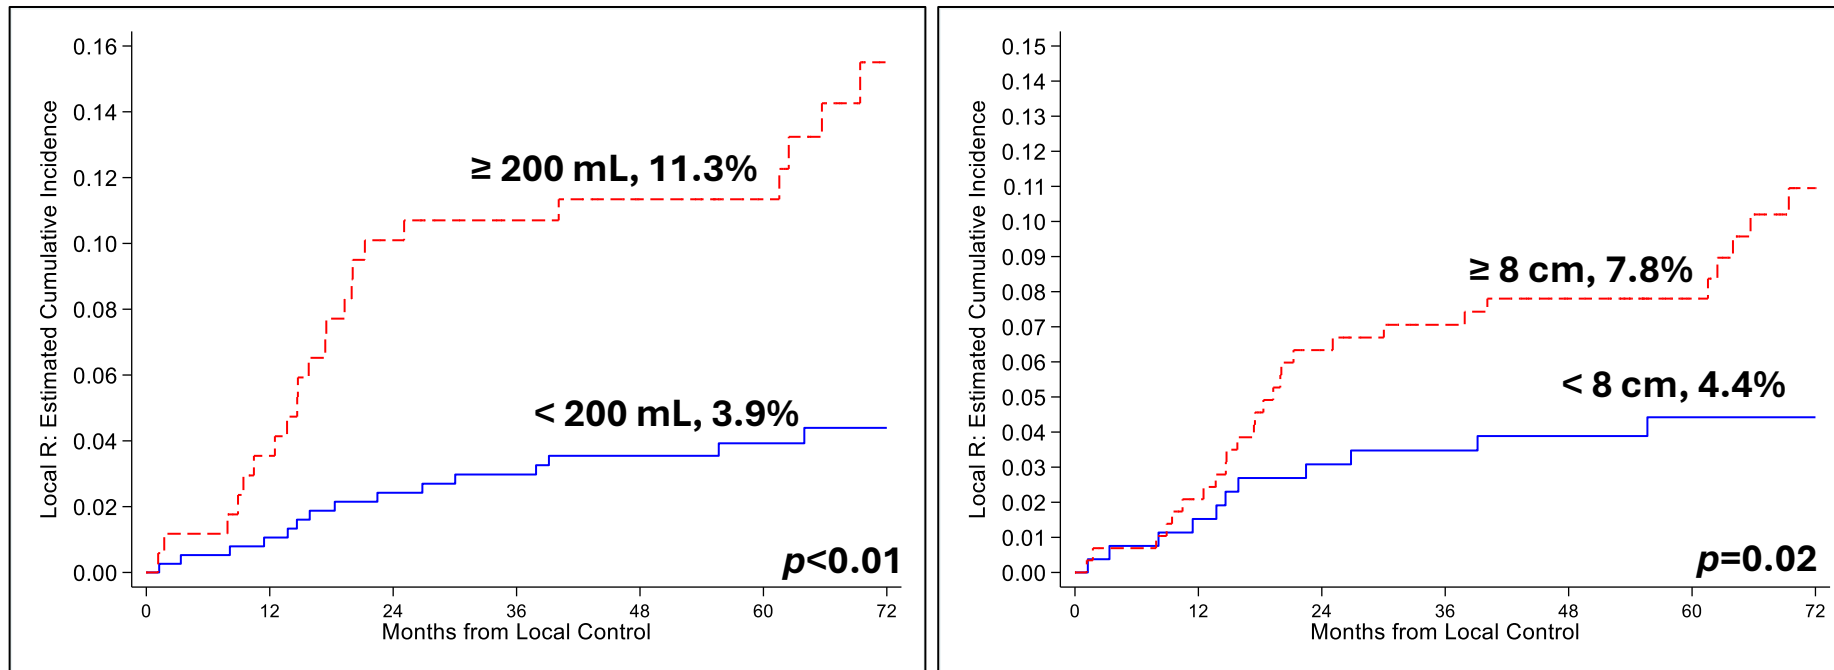 Local R: Estimated Cumulative Incidence
0.16
0.14
0.12
0.10
0.08
0.06
0.04
0.02
0.00
≥ 200 mL, 11.3%
< 200 mL, 3.9%
p<0.01
0 12 24 36 48 60 72
Months from Local Control
Local R: Estimated Cumulative Incidence
0.15
0.14
0.13
0.12
0.11
0.10
0.09
0.08
0.07
0.06
0.05
0.04
0.03
0.02
0.01
0.00
≥ 8 cm, 7.8%
< 8 cm, 4.4%
p=0.02
0 12 24 36 48 60 72
Months from Local Control